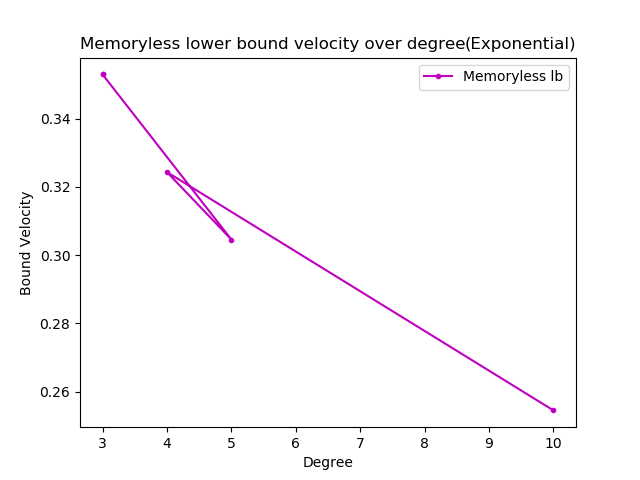 Memoryless lower bound velocity over degree(Exponential)
Memoryless lb
Bound Velocity
0.34
0.32
0.30
0.28
0.26
3 4 5 6 7 8 9 10
Degree